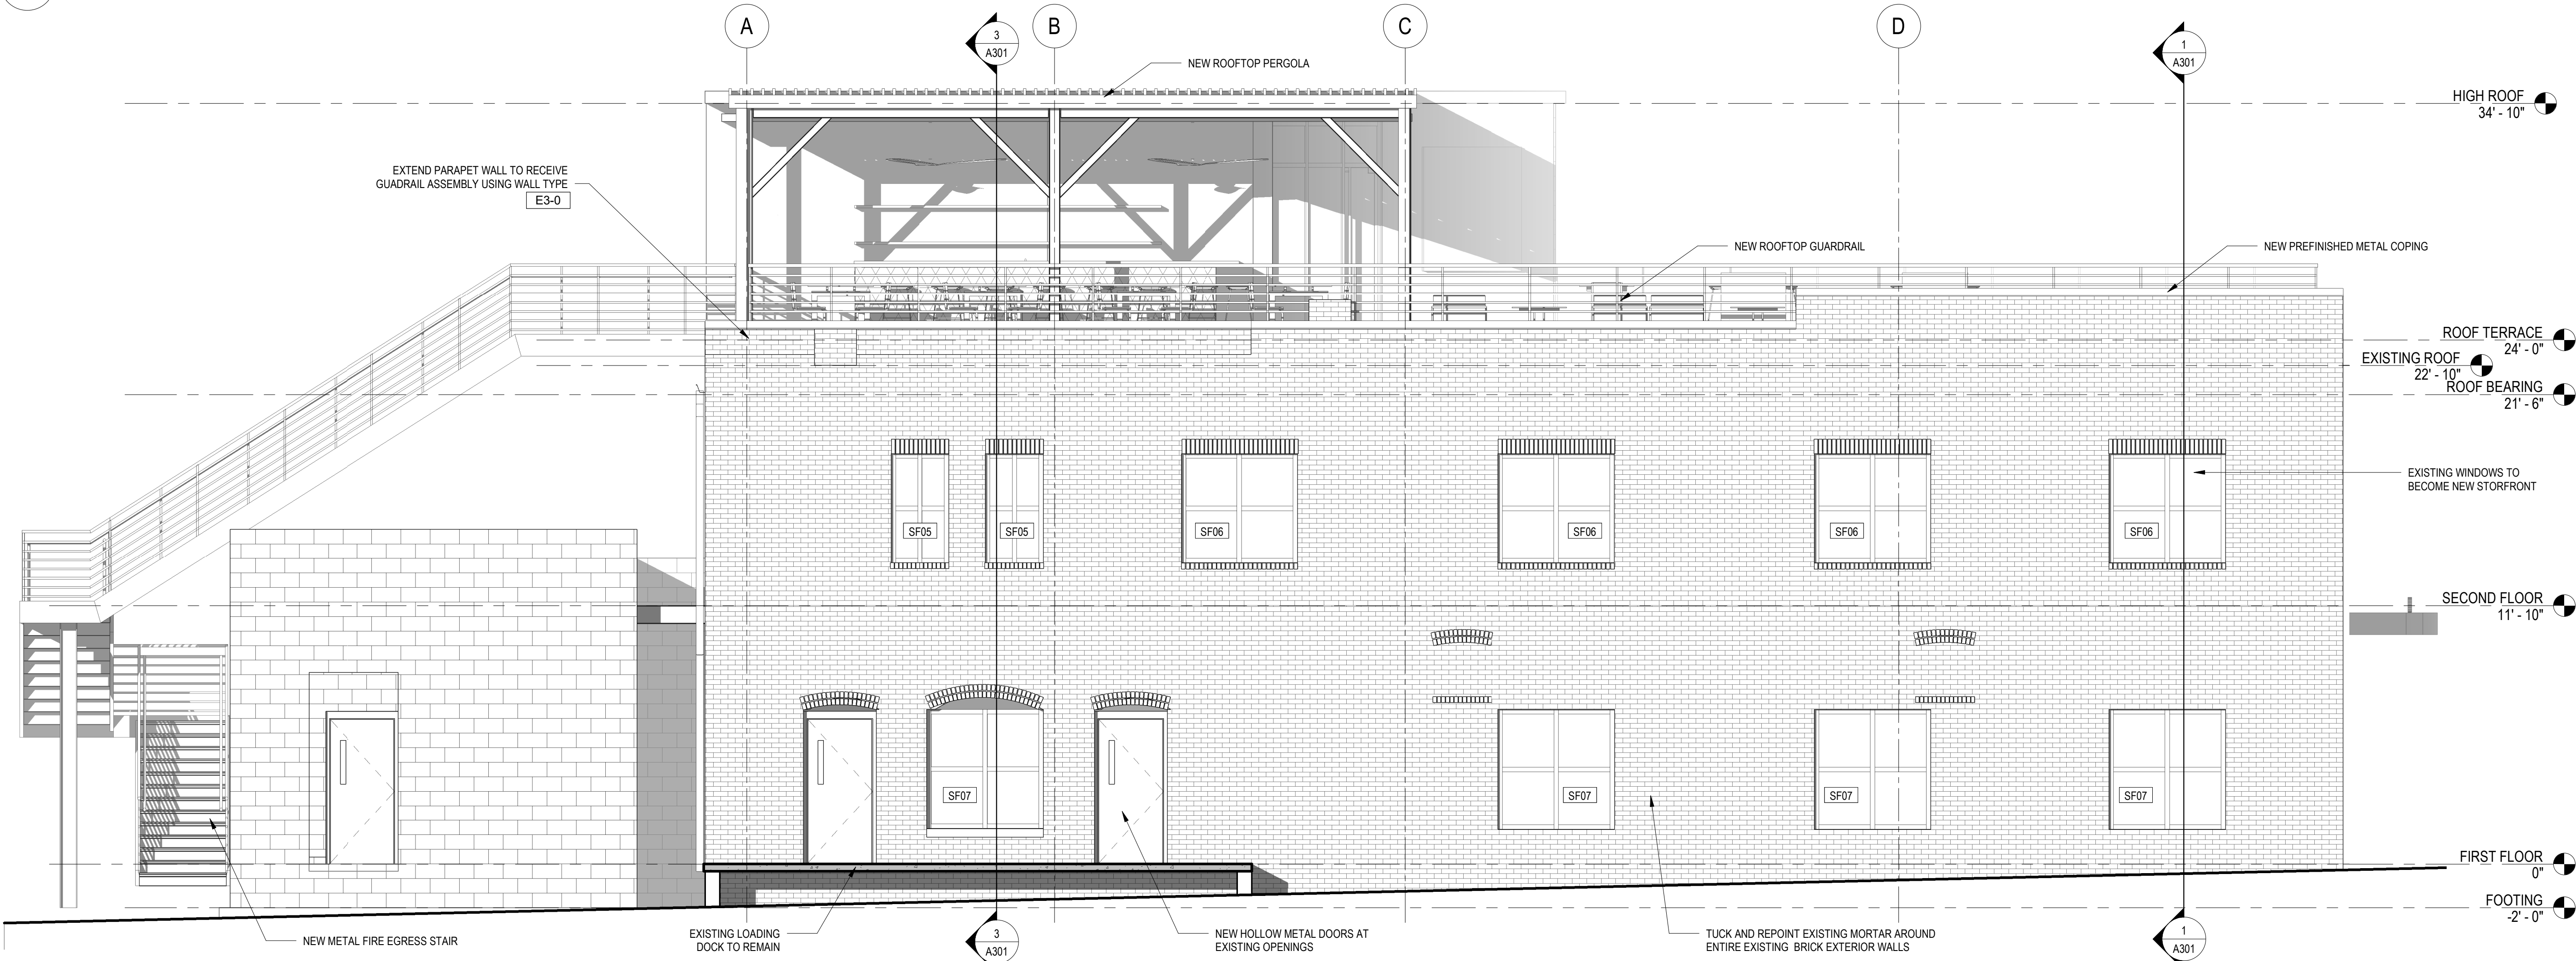 A
3
A301
B
C
D
1
A301
NEW ROOFTOP PERGOLA
HIGH ROOF
34' - 10"
EXTEND PARAPET WALL TO RECEIVE
GUADRAIL ASSEMBLY USING WALL TYPE
E3-0
NEW ROOFTOP GUARDRAIL
NEW PREFINISHED METAL COPING
ROOF TERRACE
24' - 0"
EXISTING ROOF
22' - 10"
ROOF BEARING
21' - 6"
EXISTING WINDOWS TO
BECOME NEW STORFRONT
SF05
SF05
SF06
SF06
SF06
SF06
SECOND FLOOR
11' - 10"
SF07
SF07
SF07
SF07
FIRST FLOOR
0"
FOOTING
-2' - 0"
NEW METAL FIRE EGRESS STAIR
EXISTING LOADING
DOCK TO REMAIN
3
A301
NEW HOLLOW METAL DOORS AT
EXISTING OPENINGS
TUCK AND REPOINT EXISTING MORTAR AROUND
ENTIRE EXISTING BRICK EXTERIOR WALLS
1
A301